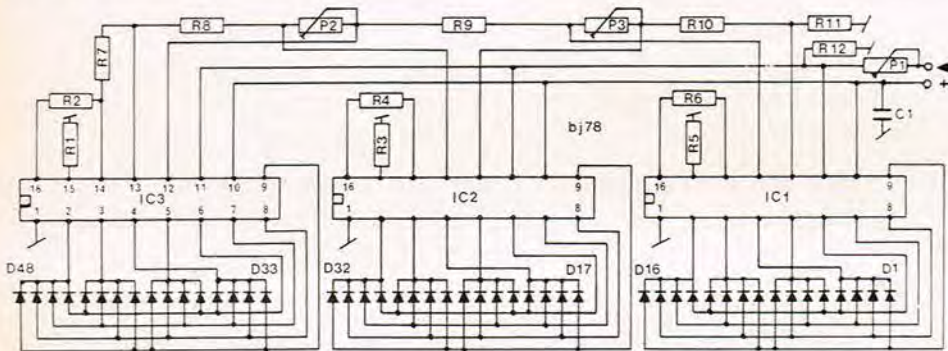 R8 P2 R9 P3 R10 R11
R7 R12 P1
+
R2 R4 R6 C1
R1 R3 bj78 R5
16 15 14 13 12 11 10 9 16 9 16 9
IC3 IC2 IC1
1 2 3 4 5 6 7 8 1 8 1 8
D48 D33 D32 D17 D16 D1